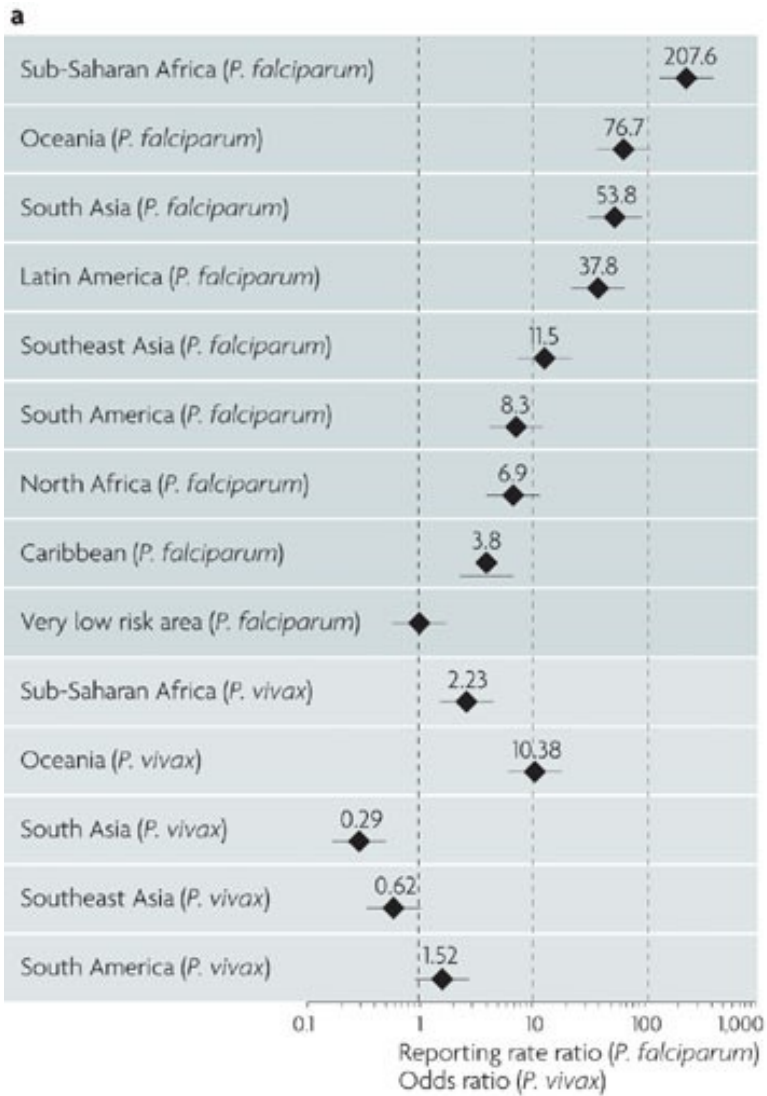 a
Sub-Saharan Africa (P. falciparum) 207.6
Oceania (P. falciparum) 76.7
South Asia (P. falciparum) 53.8
Latin America (P. falciparum) 37.8
Southeast Asia (P. falciparum) 11.5
South America (P. falciparum) 8.3
North Africa (P. falciparum) 6.9
Caribbean (P. falciparum) 3.8
Very low risk area (P. falciparum)
Sub-Saharan Africa (P. vivax) 2.23
Oceania (P. vivax) 10.38
South Asia (P. vivax) 0.29
Southeast Asia (P. vivax) 0.62
South America (P. vivax) 1.52
0.1 1 10 100 1,000
Reporting rate ratio (P. falciparum)
Odds ratio (P. vivax)